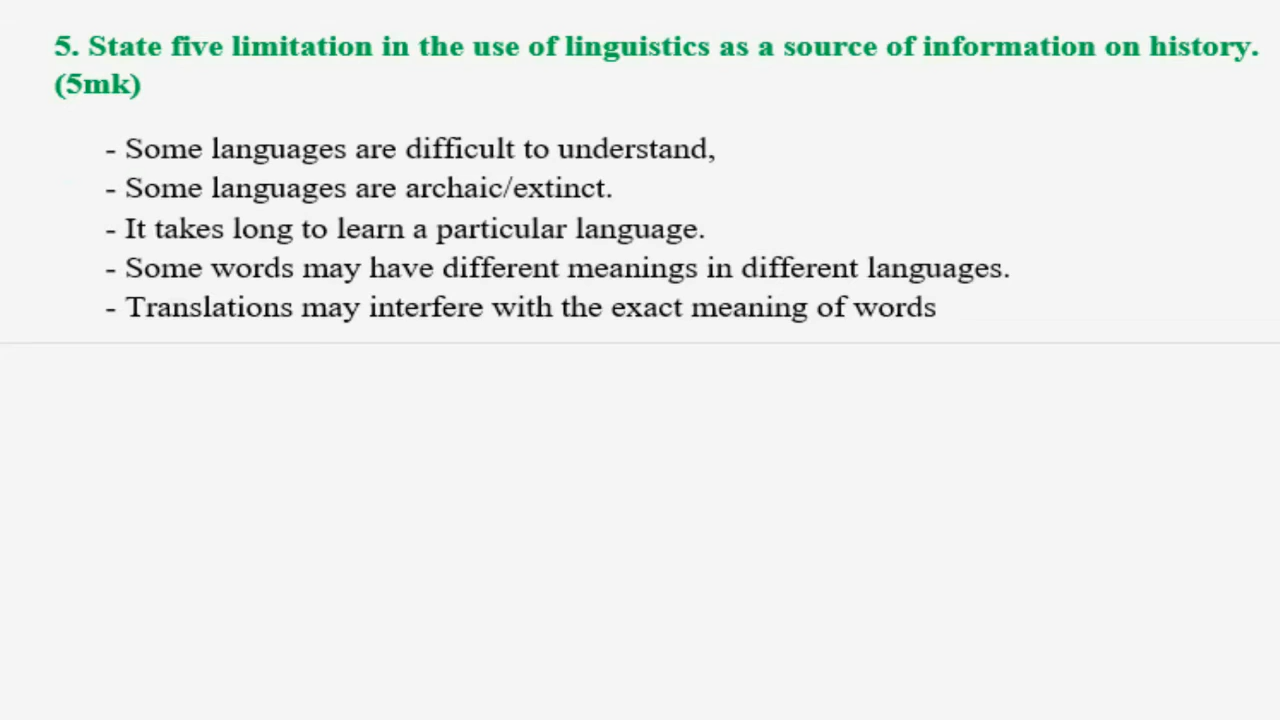 5. State five limitation in the use of linguistics as a source of information on history.
(5mk)
- Some languages are difficult to understand,
- Some languages are archaic/extinct.
- It takes long to learn a particular language.
- Some words may have different meanings in different languages.
- Translations may interfere with the exact meaning of words